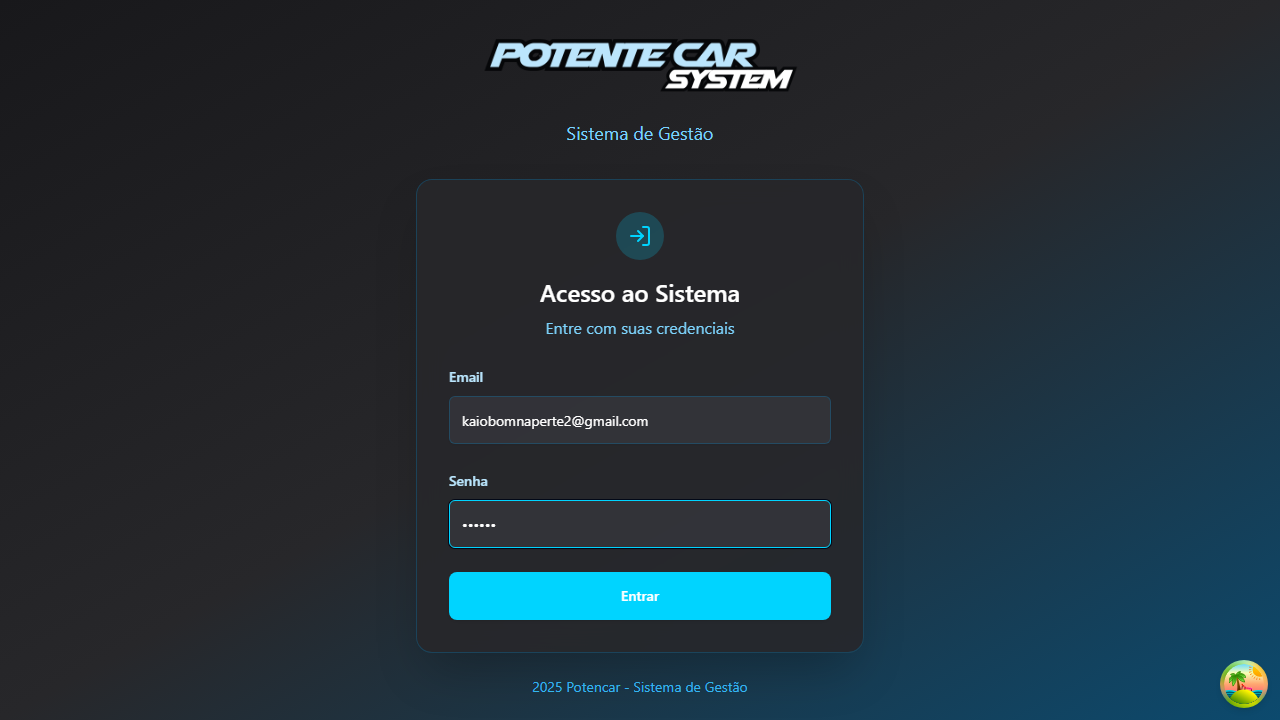 POTENTE CAR
SYSTEM
Sistema de Gestão
Acesso ao Sistema
Entre com suas credenciais
Email
kaiobomnaperte2@gmail.com
Senha
••••••
Entrar
2025 Potencar - Sistema de Gestão